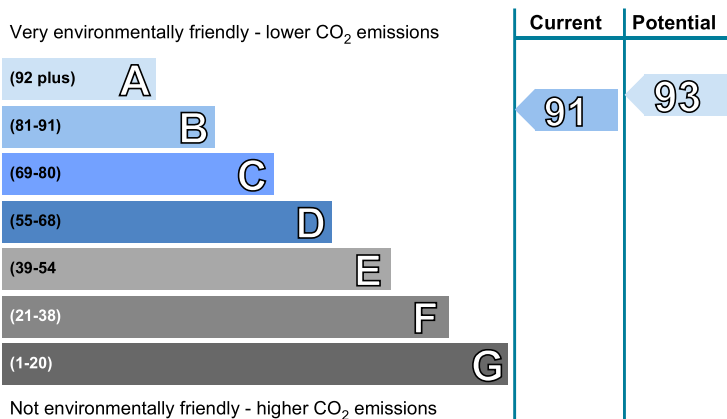 Very environmentally friendly - lower CO2 emissions
Current
Potential
(92 plus) A
(81-91) B
(69-80) C
(55-68) D
(39-54 E
(21-38) F
(1-20) G
91
93
Not environmentally friendly - higher CO2 emissions